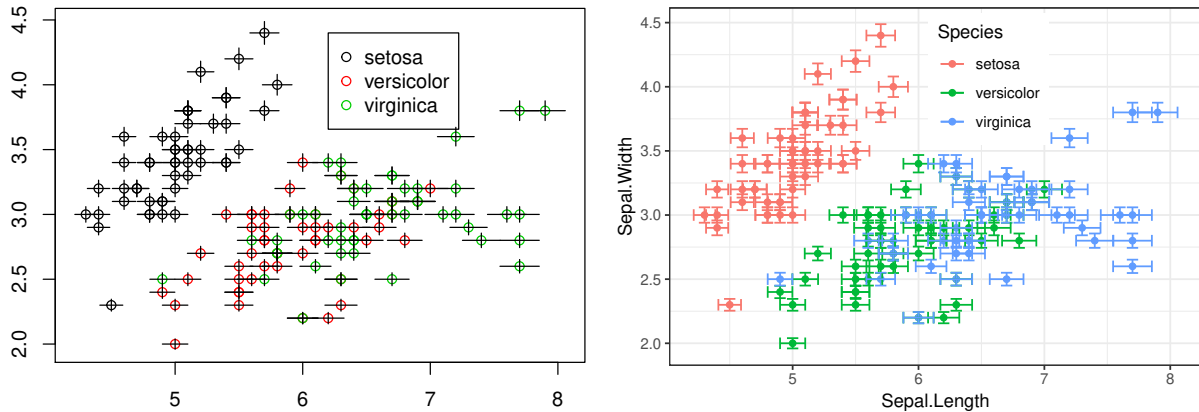 4.5
4.0
3.5
3.0
2.5
2.0
5 6 7 8
setosa
versicolor
virginica
Sepal.Width
4.5
4.0
3.5
3.0
2.5
2.0
Species
setosa
versicolor
virginica
5 6 7 8
Sepal.Length